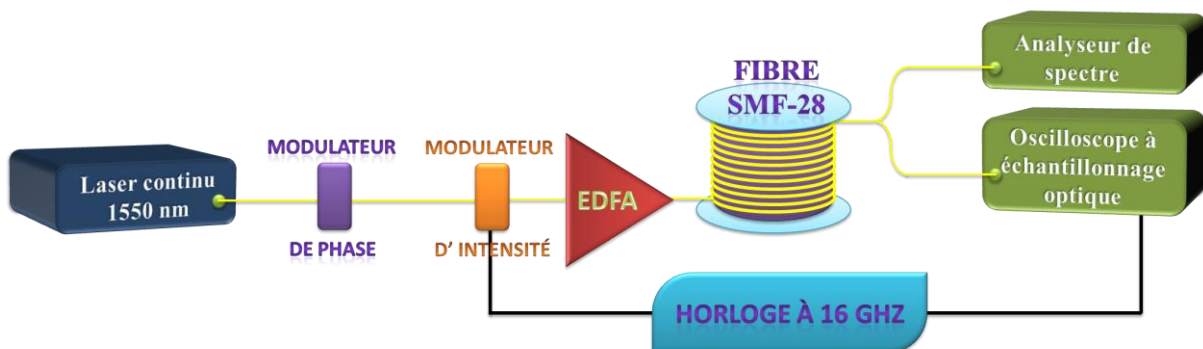 Laser continu
1550 nm
MODULATEUR
DE PHASE
MODULATEUR
D' INTENSITÉ
EDFA
FIBRE
SMF-28
Analyseur de
spectre
Oscilloscope à
échantillonnage
optique
HORLOGE À 16 GHZ